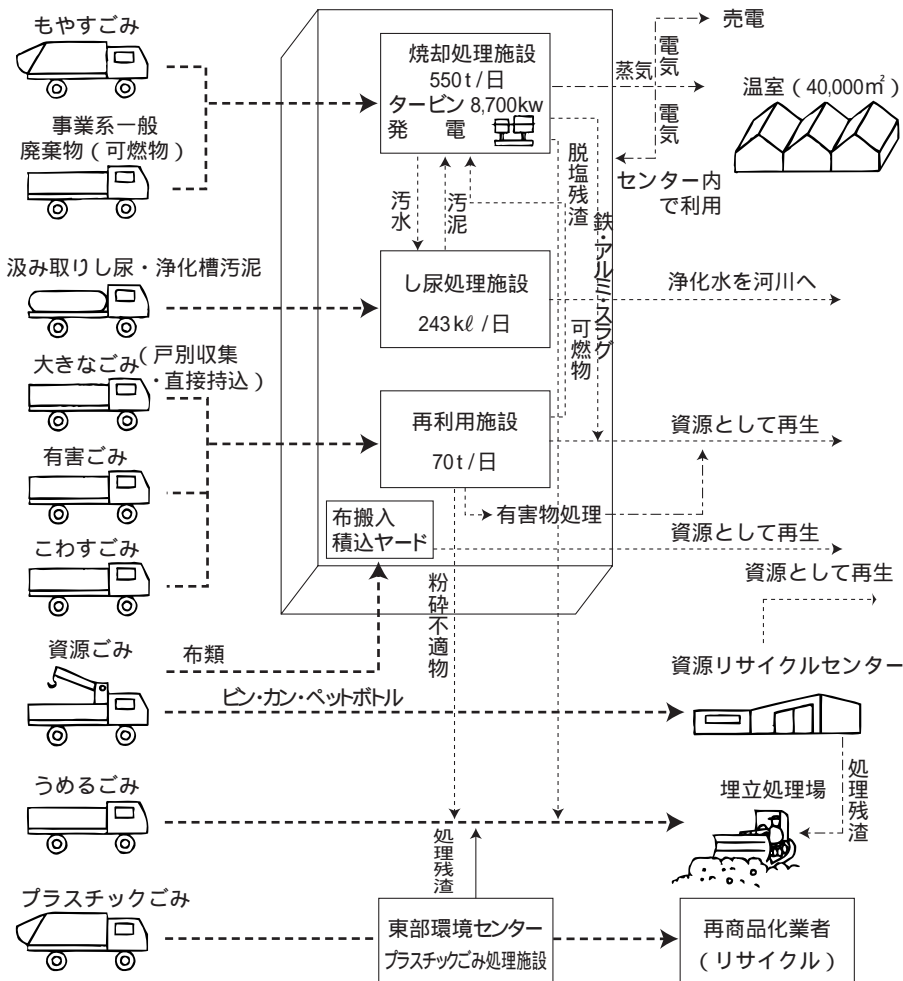 もやすごみ
事業系一般
廃棄物(可燃物)
汲み取りし尿・浄化槽汚泥
大きなごみ
(戸別収集
・直接持込)
有害ごみ
こわすごみ
資源ごみ
布類
ビン・カン・ペットボトル
うめるごみ
プラスチックごみ
焼却処理施設
550t/日
タービン 8,700kw
発電
汚水
汚泥
脱塩残渣
鉄・アルミ・スラグ
可燃物
し尿処理施設
243kℓ/日
再利用施設
70t/日
有害物処理
布搬入
積込ヤード
粉砕不適物
蒸気
電気
電気
売電
温室(40,000㎡)
センター内
で利用
浄化水を河川へ
資源として再生
資源として再生
資源として再生
資源リサイクルセンター
処理残渣
埋立処理場
処理残渣
東部環境センター
プラスチックごみ処理施設
再商品化業者
(リサイクル)